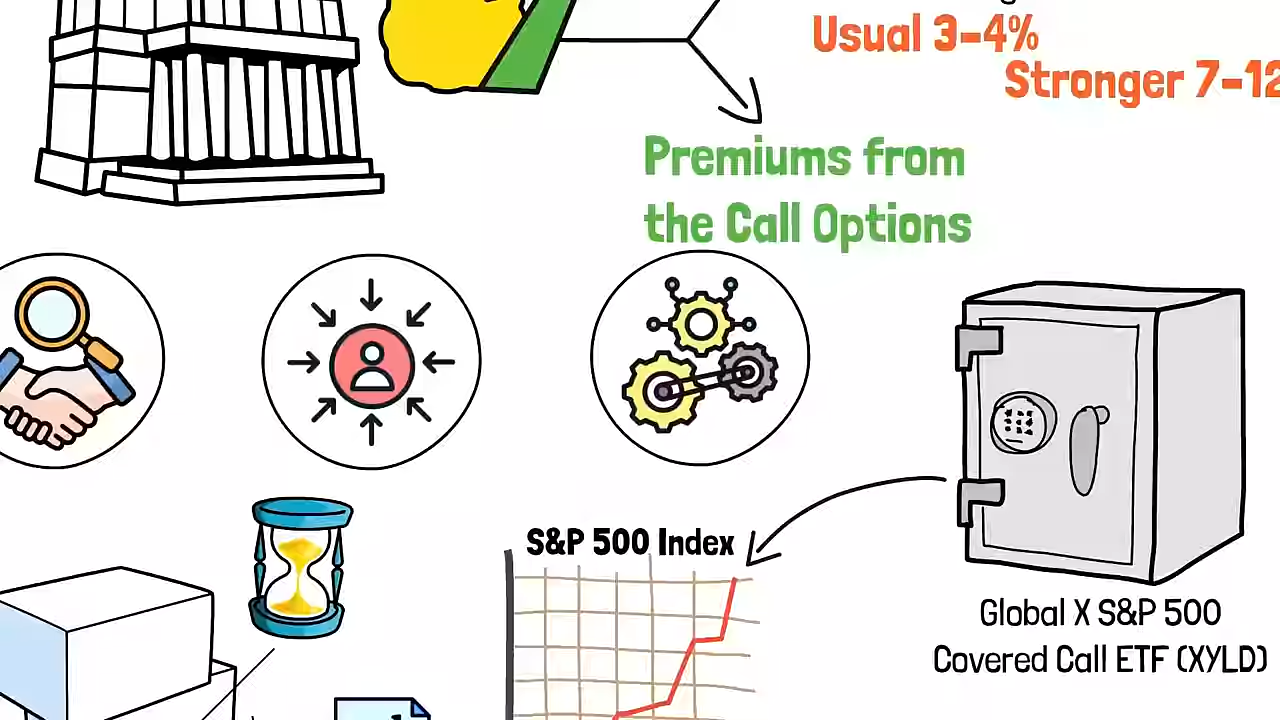 Usual 3-4%
Stronger 7-12
Premiums from
the Call Options
S&P 500 Index
Global X S&P 500
Covered Call ETF (XYLD)